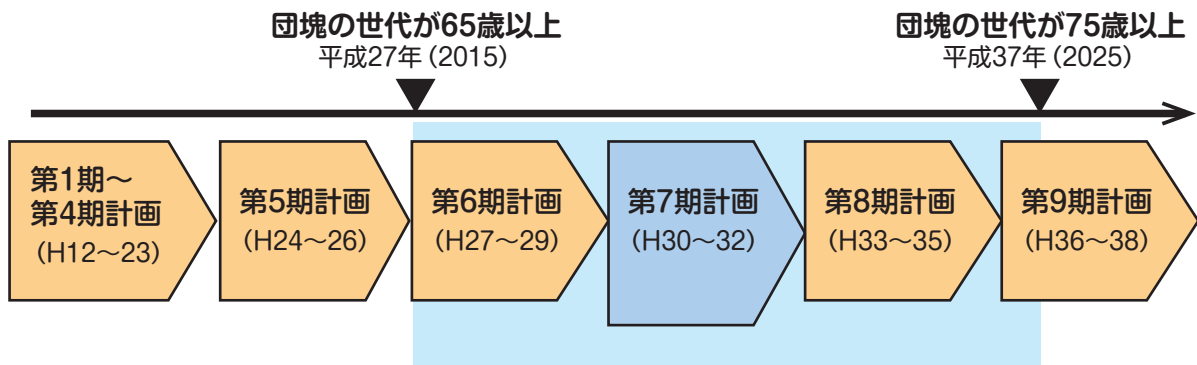 団塊の世代が65歳以上
平成27年(2015)
団塊の世代が75歳以上
平成37年(2025)
第1期~
第4期計画
(H12~23)
第5期計画
(H24~26)
第6期計画
(H27~29)
第7期計画
(H30~32)
第8期計画
(H33~35)
第9期計画
(H36~38)